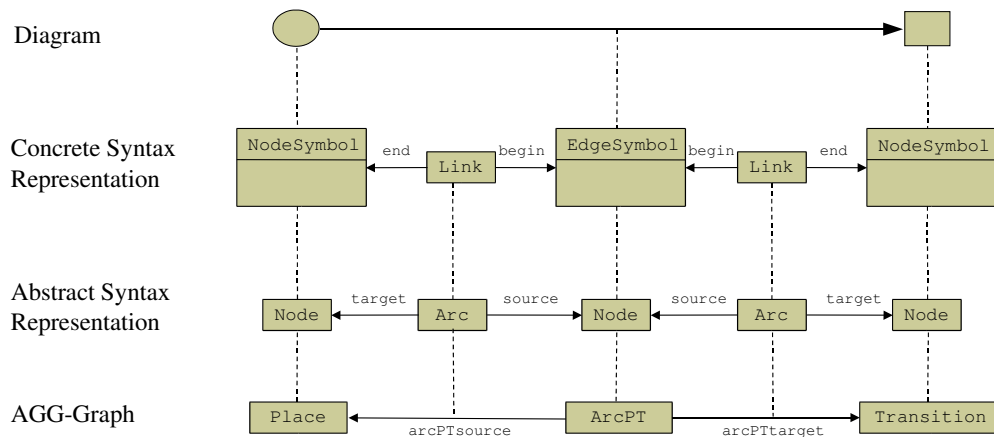 Diagram
Concrete Syntax
Representation
NodeSymbol
end
Link
begin
EdgeSymbol
begin
Link
end
NodeSymbol
Abstract Syntax
Representation
Node
target
Arc
source
Node
source
Arc
target
Node
AGG-Graph
Place
arcPTsource
ArcPT
arcPTtarget
Transition